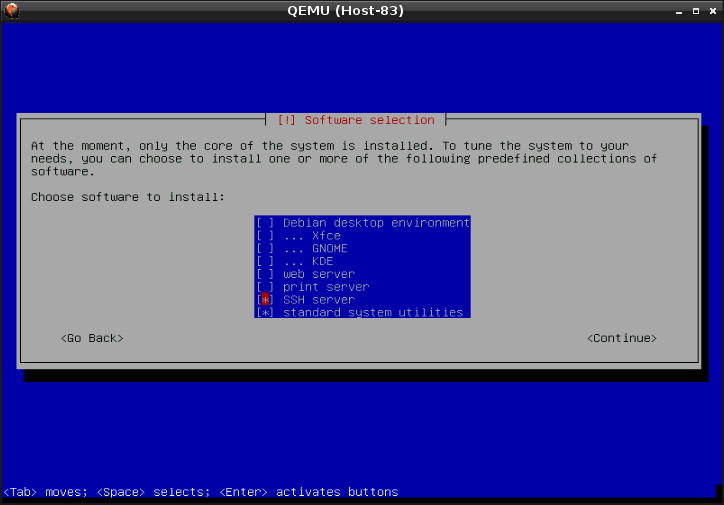 QEMU (Host-83)
[!] Software selection
At the moment, only the core of the system is installed. To tune the system to your
needs, you can choose to install one or more of the following predefined collections of
software.
Choose software to install:
[ ] Debian desktop environment
[ ] ... Xfce
[ ] ... GNOME
[ ] ... KDE
[ ] web server
[ ] print server
[*] SSH server
[*] standard system utilities
<Go Back> <Continue>
<Tab> moves; <Space> selects; <Enter> activates buttons